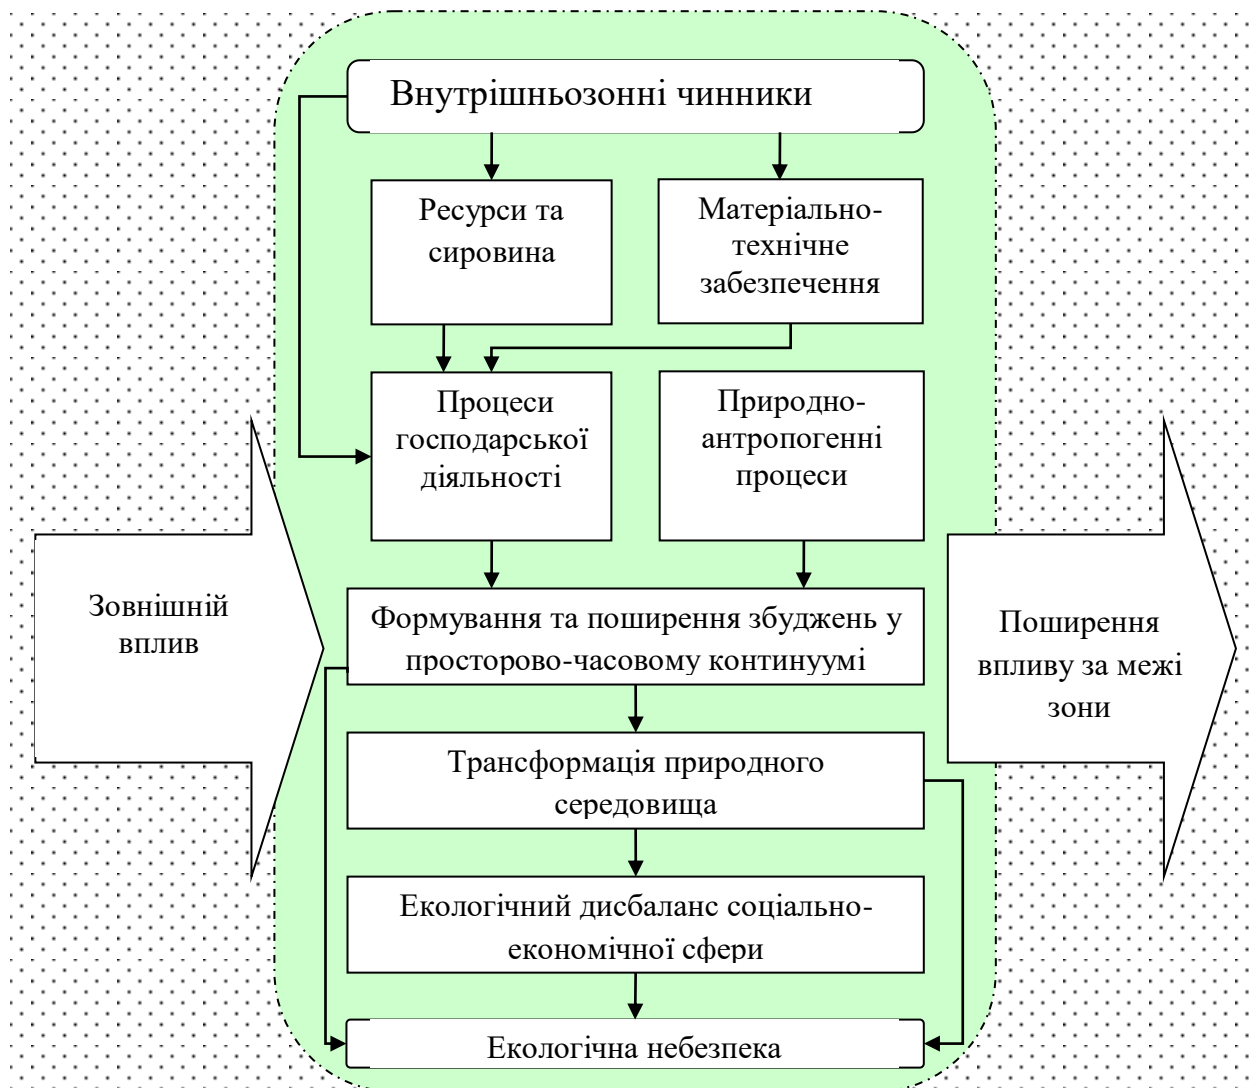 Внутрішньозонні чинники
Ресурси та
сировина
Матеріально-
технічне
забезпечення
Процеси
господарської
діяльності
Природно-
антропогенні
процеси
Зовнішній
вплив
Формування та поширення збуджень у
просторово-часовому континуумі
Поширення
впливу за межі
зони
Трансформація природного
середовища
Екологічний дисбаланс соціально-
економічної сфери
Екологічна небезпека